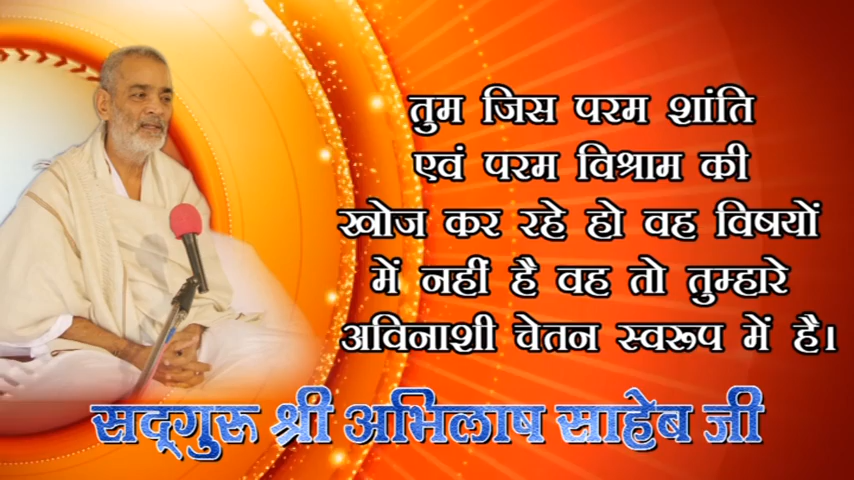 तुम जिस परम शांति
एवं परम विश्राम की
खोज कर रहे हो वह विषयों
में नहीं है वह तो तुम्हारे
अविनाशी चेतन स्वरूप में है।
सद्‌गुरू श्री अभिलाष साहेब जी